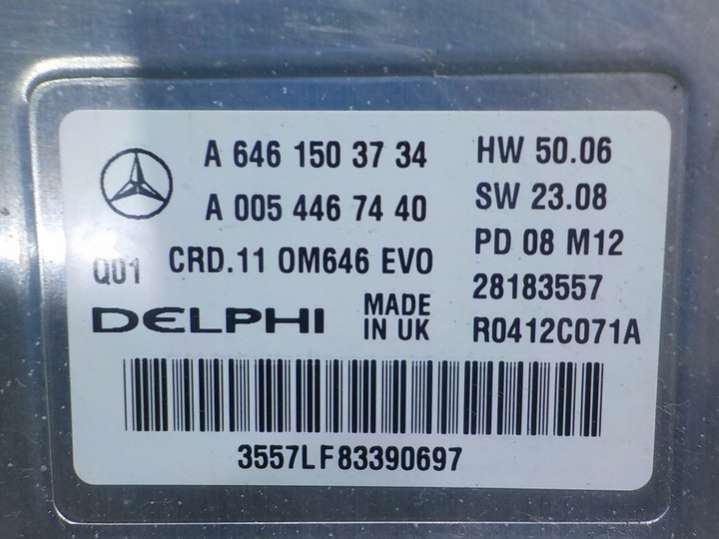 A 646 150 37 34
A 005 446 74 40
Q01 CRD.11 OM646 EVO
DELPHI MADE IN UK
HW 50.06
SW 23.08
PD 08 M12
28183557
R0412C071A
3557LF83390697